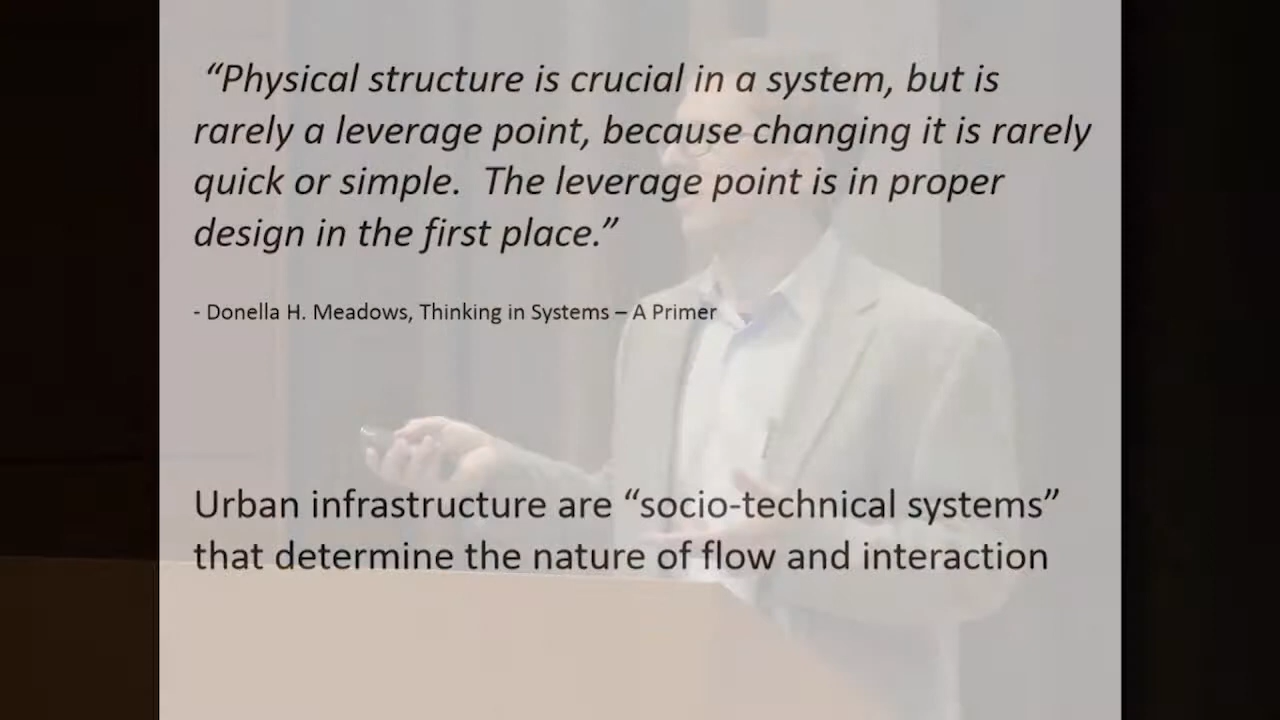 “Physical structure is crucial in a system, but is
rarely a leverage point, because changing it is rarely
quick or simple.  The leverage point is in proper
design in the first place.”
- Donella H. Meadows, Thinking in Systems – A Primer
Urban infrastructure are “socio-technical systems”
that determine the nature of flow and interaction